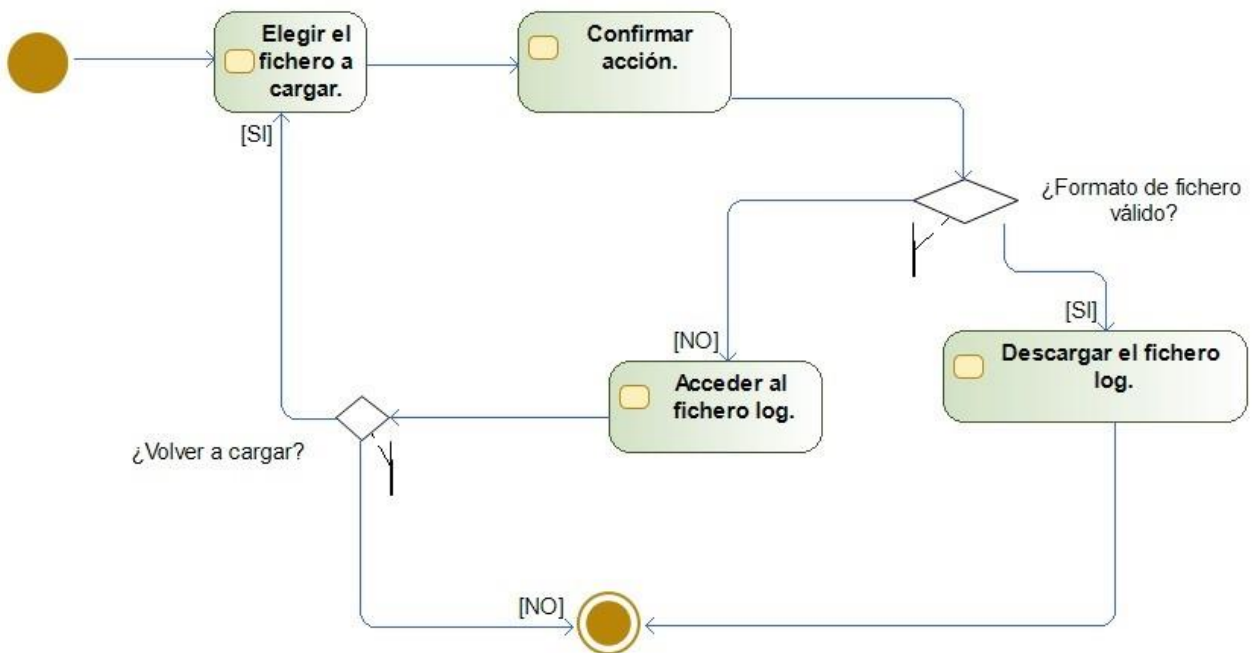 Elegir el
fichero a
cargar.
Confirmar
acción.
[SI]
¿Formato de fichero
válido?
[SI]
[NO]
Descargar el fichero
log.
Acceder al
fichero log.
¿Volver a cargar?
[NO]